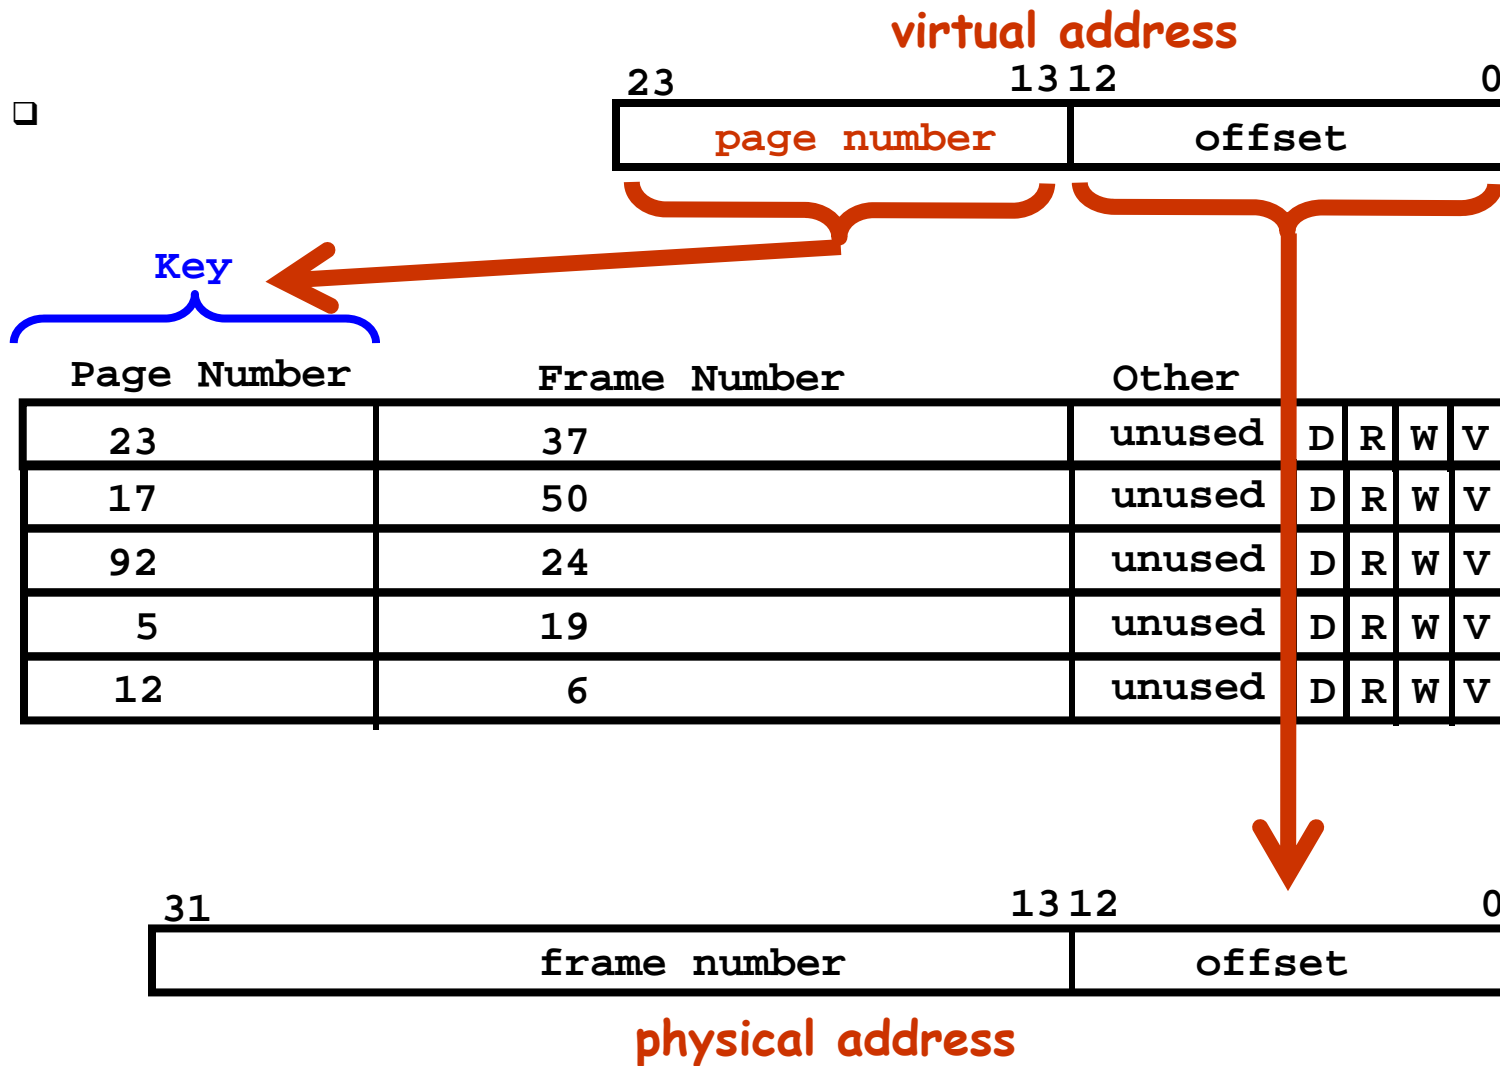 virtual address
23 13 12 0
❑
page number offset
Key
Page Number Frame Number Other
23 37 unused D R W V
17 50 unused D R W V
92 24 unused D R W V
5 19 unused D R W V
12 6 unused D R W V
31 13 12 0
frame number offset
physical address